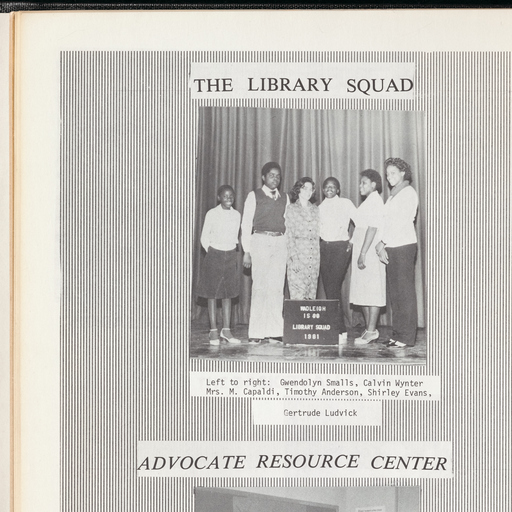 THE LIBRARY SQUAD
WADLEIGH
IS 88
LIBRARY SQUAD
1981
Left to right: Gwendolyn Smalls, Calvin Wynter
Mrs. M. Capaldi, Timothy Anderson, Shirley Evans,
Gertrude Ludvick
ADVOCATE RESOURCE CENTER